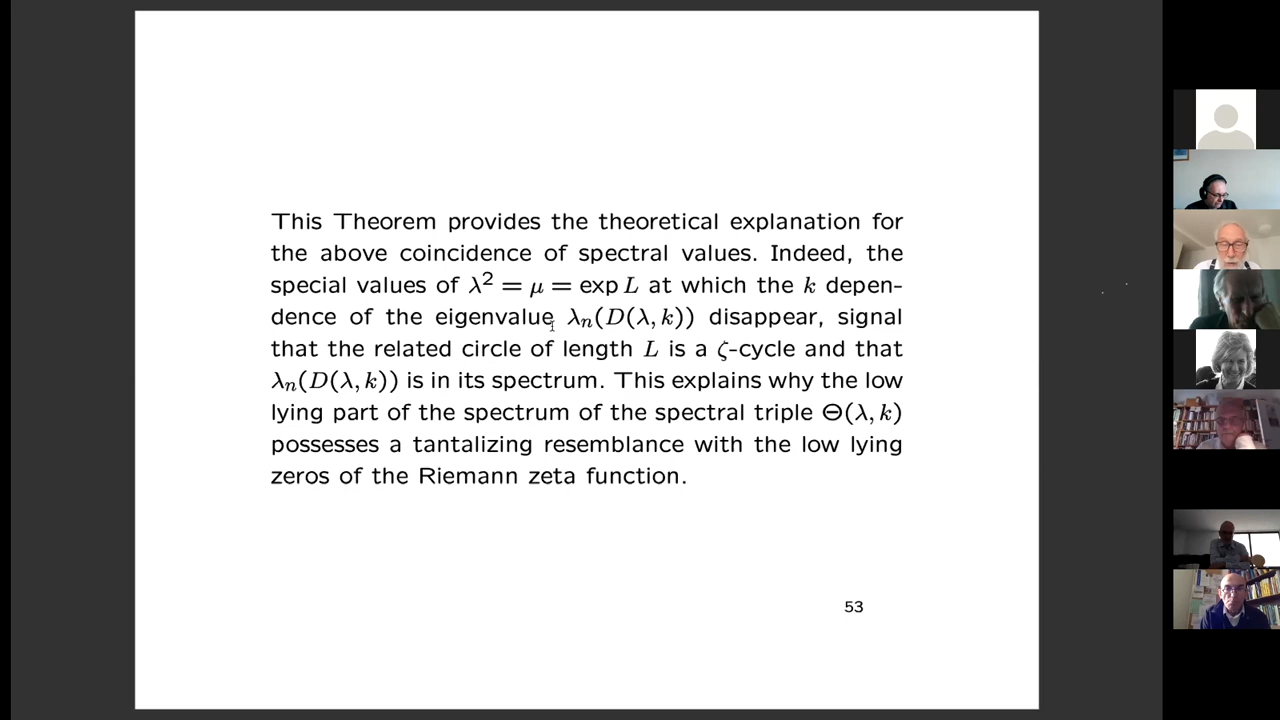 This Theorem provides the theoretical explanation for
the above coincidence of spectral values. Indeed, the
special values of λ² = μ = exp L at which the k depen-
dence of the eigenvalue λₙ(D(λ, k)) disappear, signal
that the related circle of length L is a ζ-cycle and that
λₙ(D(λ, k)) is in its spectrum. This explains why the low
lying part of the spectrum of the spectral triple Θ(λ, k)
possesses a tantalizing resemblance with the low lying
zeros of the Riemann zeta function.
53